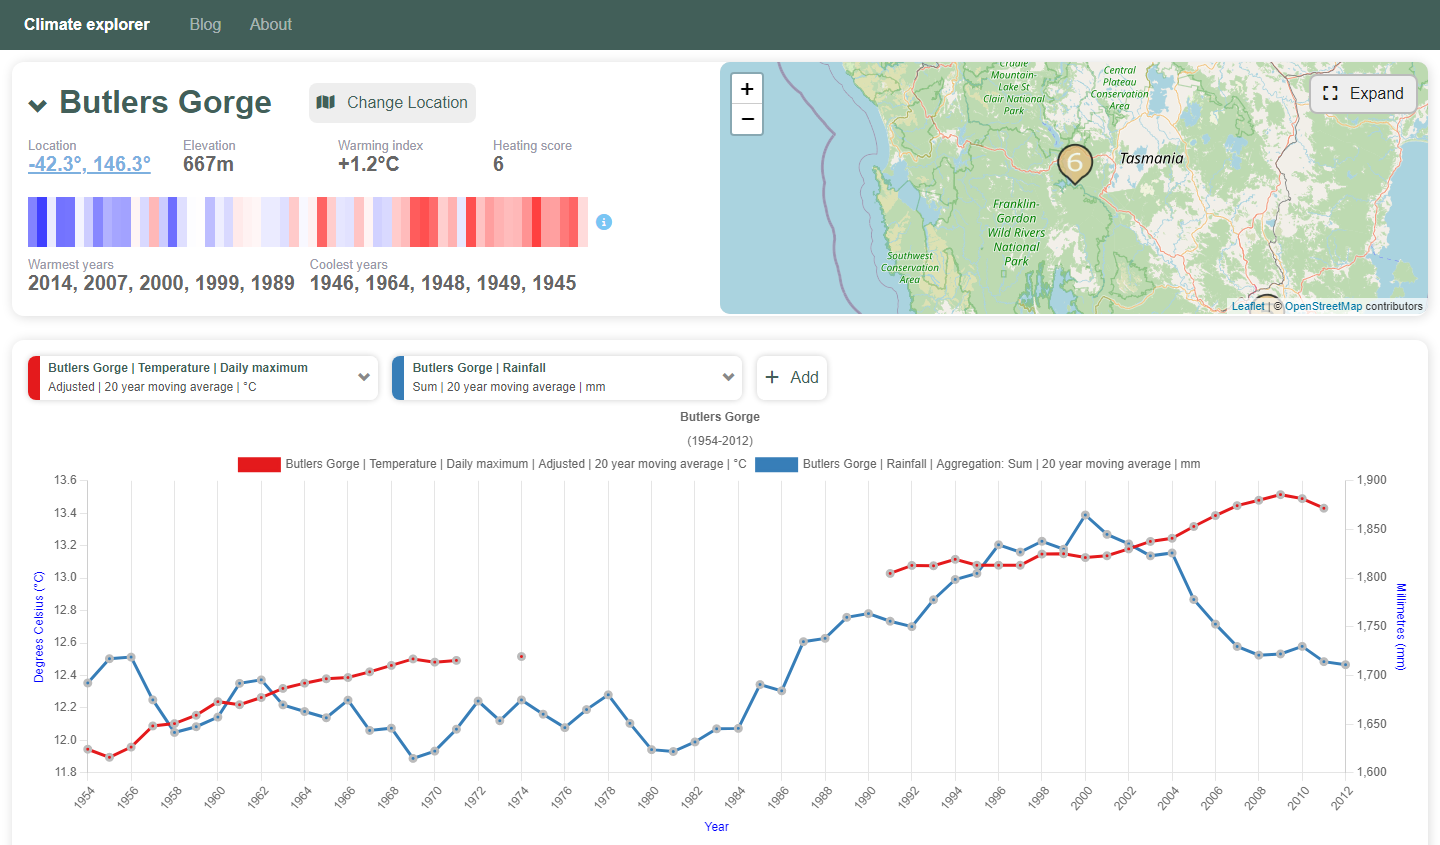 Climate explorer
Blog
About
Butlers Gorge
Change Location
Location
Elevation
Warming index
Heating score
-42.3°, 146.3°
667m
+1.2°C
6
Warmest years
Coolest years
2014, 2007, 2000, 1999, 1989
1946, 1964, 1948, 1949, 1945
+
−
Expand
Cradle
Mountain-
Lake St
Clair National
Park
Central
Plateau
Conservation
Area
6
Tasmania
Franklin-
Gordon
Wild Rivers
National
Park
Southwest
Conservation
Area
Leaflet | © OpenStreetMap contributors
Butlers Gorge | Temperature | Daily maximum
Adjusted | 20 year moving average | °C
Butlers Gorge | Rainfall
Sum | 20 year moving average | mm
+ Add
Butlers Gorge
(1954-2012)
Butlers Gorge | Temperature | Daily maximum | Adjusted | 20 year moving average | °C
Butlers Gorge | Rainfall | Aggregation: Sum | 20 year moving average | mm
Degrees Celsius (°C)
13.6
13.4
13.2
13.0
12.8
12.6
12.4
12.2
12.0
11.8
1,900
1,850
1,800
1,750
1,700
1,650
1,600
Millimetres (mm)
1954
1956
1958
1960
1962
1964
1966
1968
1970
1972
1974
1976
1978
1980
1982
1984
1986
1988
1990
1992
1994
1996
1998
2000
2002
2004
2006
2008
2010
2012
Year